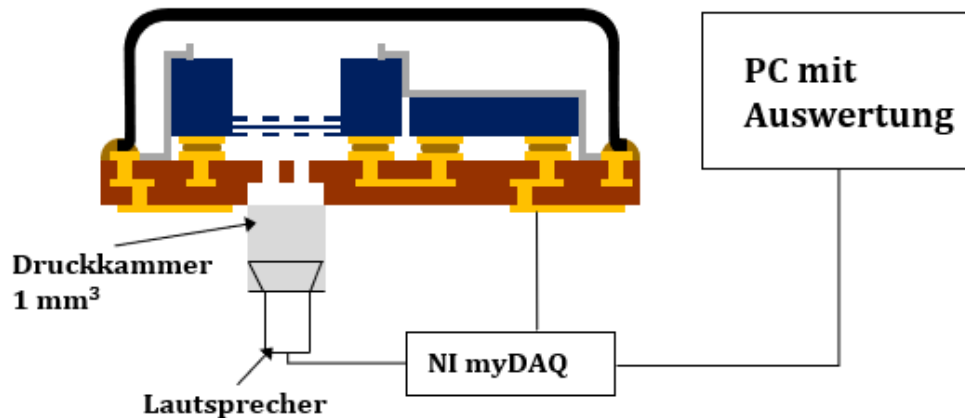 PC mit
Auswertung
Druckkammer
1 mm³
NI myDAQ
Lautsprecher